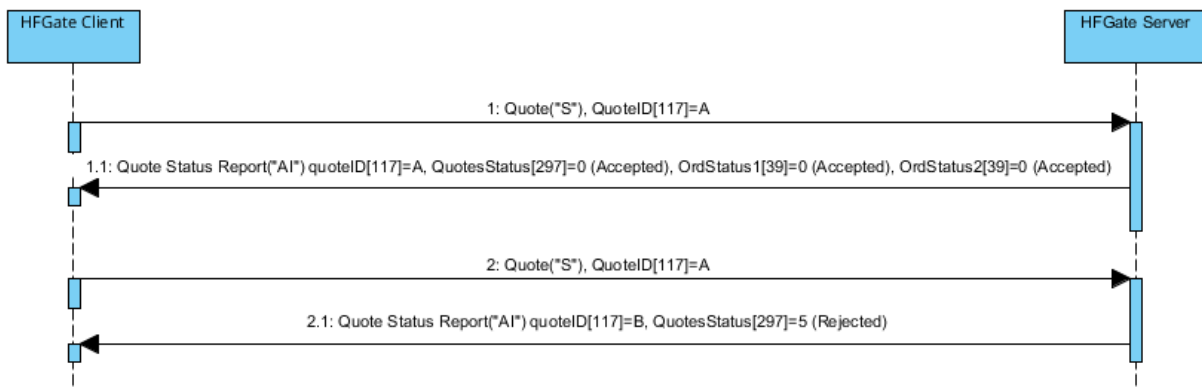 HFGate Client
HFGate Server
1: Quote("S"), QuoteID[117]=A
1.1: Quote Status Report("AI") quoteID[117]=A, QuotesStatus[297]=0 (Accepted), OrdStatus1[39]=0 (Accepted), OrdStatus2[39]=0 (Accepted)
2: Quote("S"), QuoteID[117]=A
2.1: Quote Status Report("AI") quoteID[117]=B, QuotesStatus[297]=5 (Rejected)